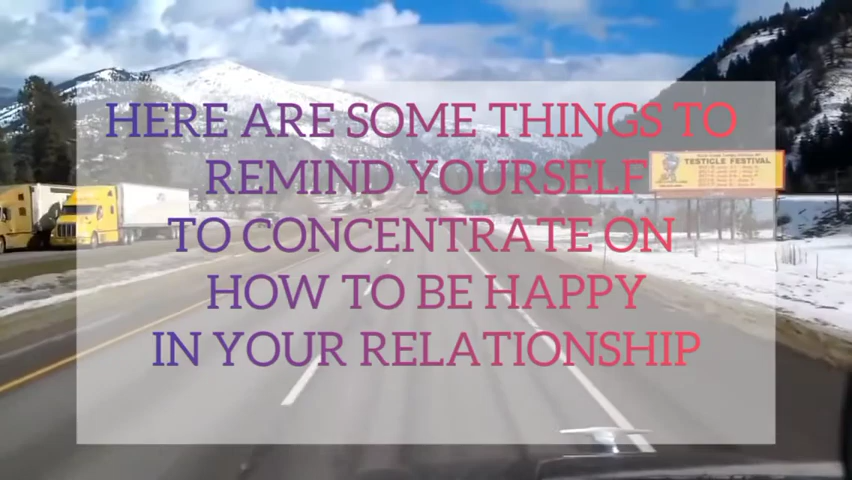 HERE ARE SOME THINGS TO
REMIND YOURSELF
TO CONCENTRATE ON
HOW TO BE HAPPY
IN YOUR RELATIONSHIP
TESTICLE FESTIVAL